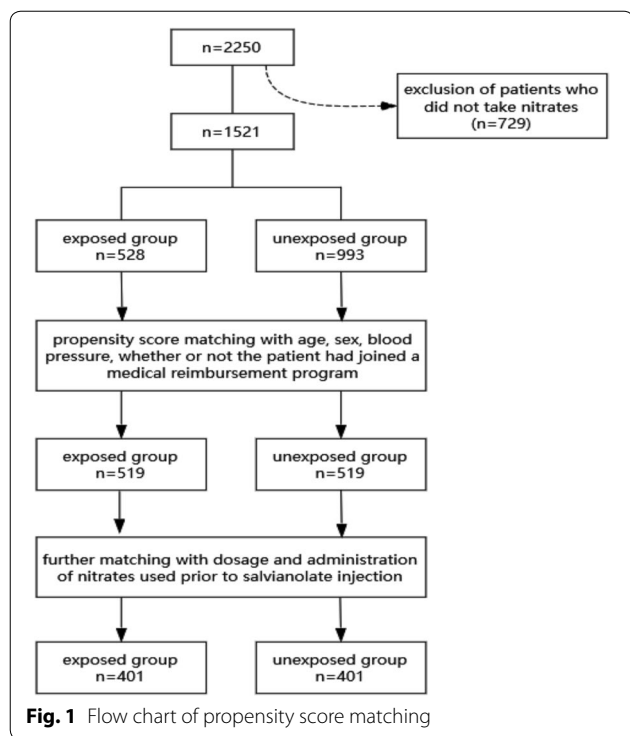 n=2250
exclusion of patients who
did not take nitrates
(n=729)
n=1521
exposed group
n=528
unexposed group
n=993
propensity score matching with age, sex, blood
pressure, whether or not the patient had joined a
medical reimbursement program
exposed group
n=519
unexposed group
n=519
further matching with dosage and administration
of nitrates used prior to salvianolate injection
exposed group
n=401
unexposed group
n=401
Fig. 1 Flow chart of propensity score matching